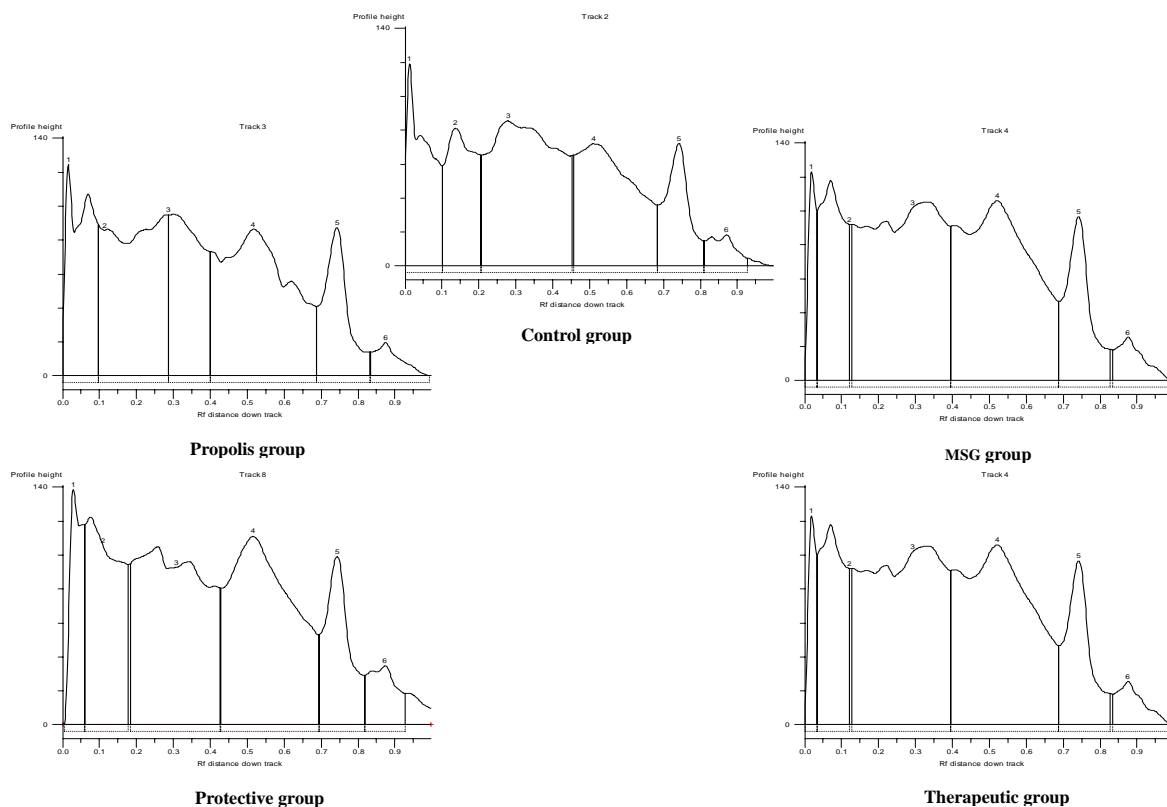 Profile height
Track 2
140
1
2
3
4
5
6
0
0.0 0.1 0.2 0.3 0.4 0.5 0.6 0.7 0.8 0.9
Rf distance down track
Control group
Profile height
Track 3
140
1
2
3
4
5
6
0
0.0 0.1 0.2 0.3 0.4 0.5 0.6 0.7 0.8 0.9
Rf distance down track
Propolis group
Profile height
Track 4
140
1
2
3
4
5
6
0
0.0 0.1 0.2 0.3 0.4 0.5 0.6 0.7 0.8 0.9
Rf distance down track
MSG group
Profile height
Track 8
140
1
2
3
4
5
6
0
0.0 0.1 0.2 0.3 0.4 0.5 0.6 0.7 0.8 0.9
Rf distance down track
Protective group
Profile height
Track 4
140
1
2
3
4
5
6
0
0.0 0.1 0.2 0.3 0.4 0.5 0.6 0.7 0.8 0.9
Rf distance down track
Therapeutic group